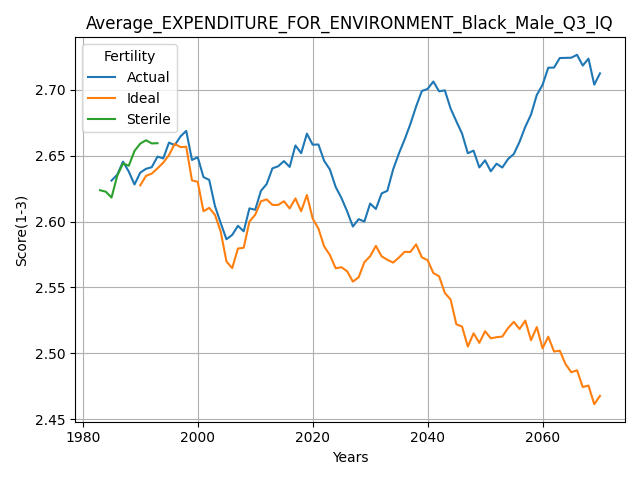 Average_EXPENDITURE_FOR_ENVIRONMENT_Black_Male_Q3_IQ
Fertility
Actual
Ideal
Sterile
Score(1-3)
2.70
2.65
2.60
2.55
2.50
2.45
1980 2000 2020 2040 2060
Years